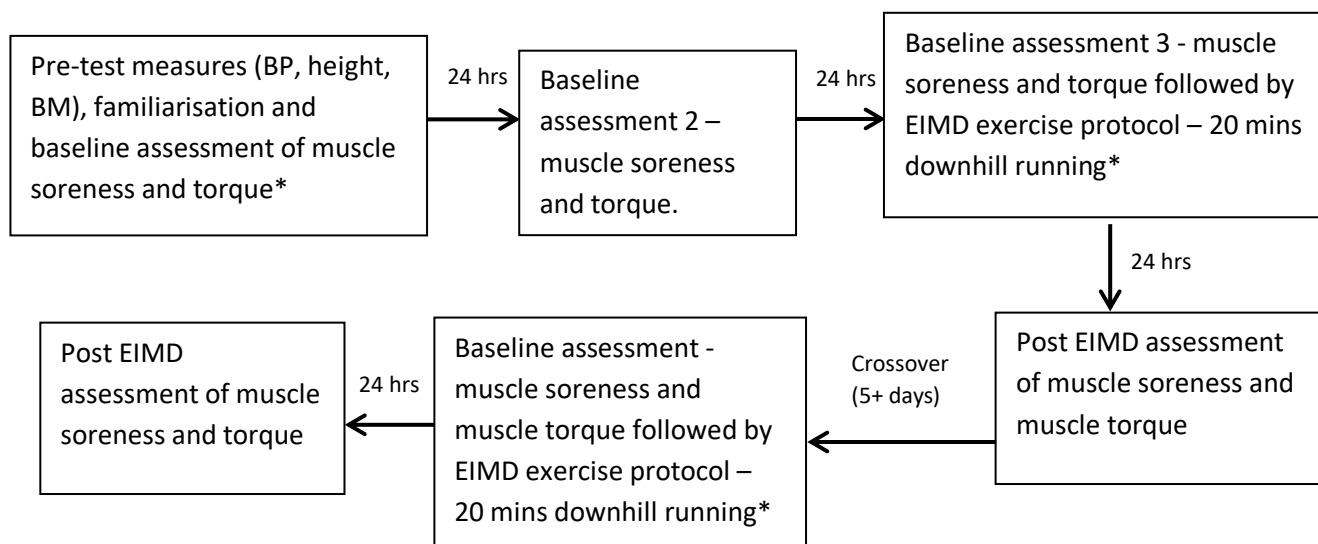 Pre-test measures (BP, height,
BM), familiarisation and
baseline assessment of muscle
soreness and torque*
24 hrs
Baseline
assessment 2 –
muscle soreness
and torque.
24 hrs
Baseline assessment 3 - muscle
soreness and torque followed by
EIMD exercise protocol – 20 mins
downhill running*
24 hrs
Post EIMD assessment
of muscle soreness and
muscle torque
Crossover
(5+ days)
Baseline assessment -
muscle soreness and
muscle torque followed by
EIMD exercise protocol –
20 mins downhill running*
24 hrs
Post EIMD
assessment of muscle
soreness and torque